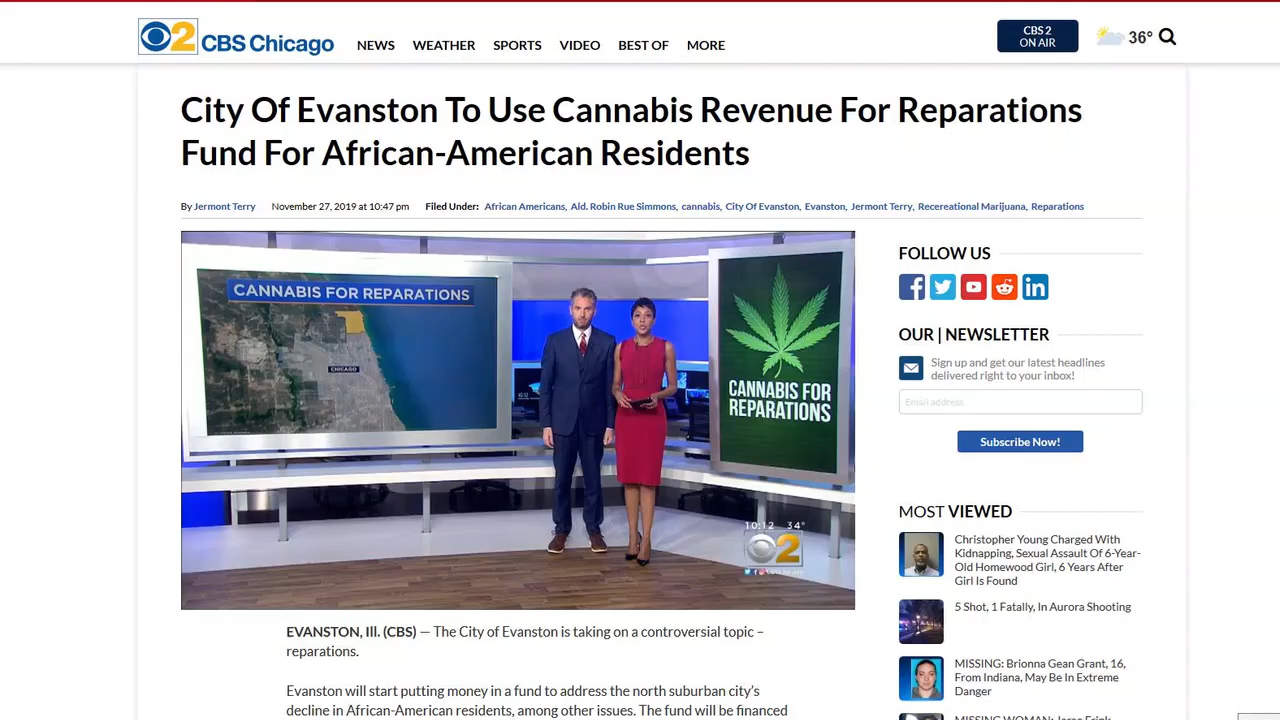 2 CBS Chicago
NEWS WEATHER SPORTS VIDEO BEST OF MORE
CBS 2
ON AIR
36°
City Of Evanston To Use Cannabis Revenue For Reparations
Fund For African-American Residents
By Jermont Terry November 27, 2019 at 10:47 pm Filed Under: African Americans, Ald. Robin Rue Simmons, cannabis, City Of Evanston, Evanston, Jermont Terry, Recereational Marijuana, Reparations
CANNABIS FOR REPARATIONS
CHICAGO
CANNABIS FOR
REPARATIONS
10:12 34°
2
EVANSTON, Ill. (CBS) — The City of Evanston is taking on a controversial topic –
reparations.
Evanston will start putting money in a fund to address the north suburban city's
decline in African-American residents, among other issues. The fund will be financed
FOLLOW US
OUR | NEWSLETTER
Sign up and get our latest headlines
delivered right to your inbox!
Email address
Subscribe Now!
MOST VIEWED
Christopher Young Charged With
Kidnapping, Sexual Assault Of 6-Year-
Old Homewood Girl, 6 Years After
Girl Is Found
5 Shot, 1 Fatally, In Aurora Shooting
MISSING: Brionna Gean Grant, 16,
From Indiana, May Be In Extreme
Danger